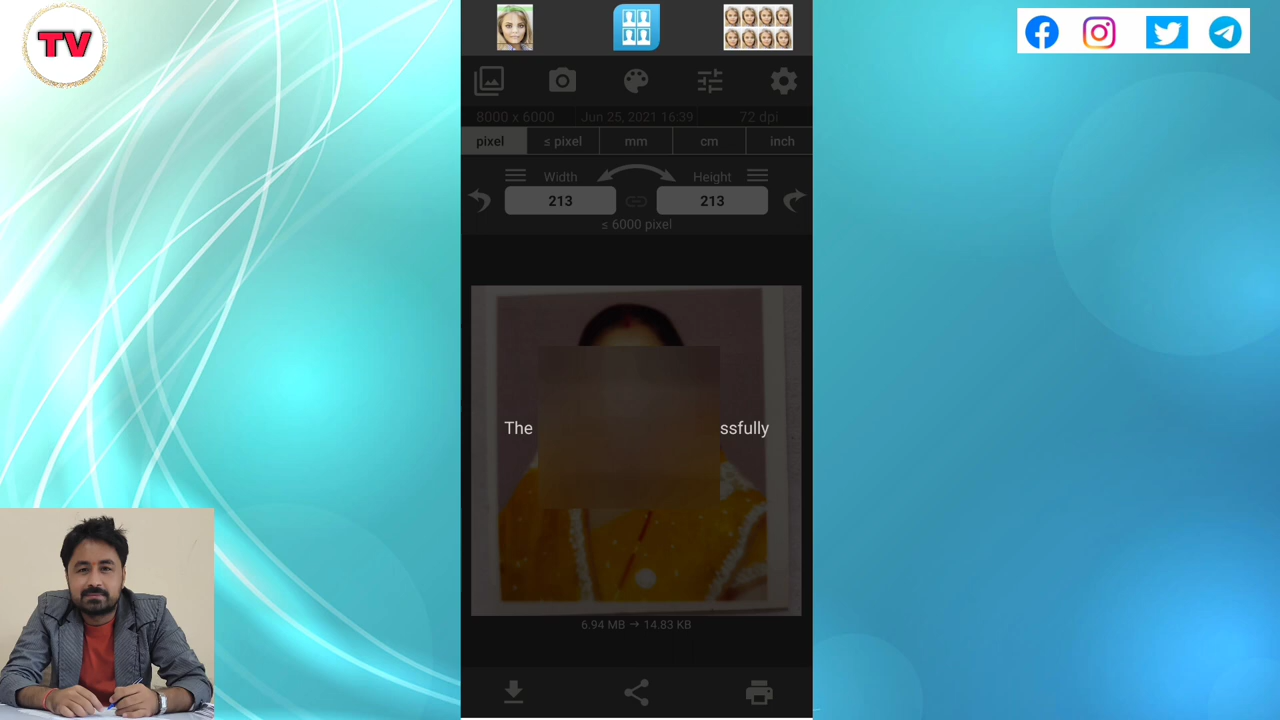 TV
8000 x 6000 Jun 25, 2021 16:39 72 dpi
pixel ≤ pixel mm cm inch
Width Height
213 213
≤ 6000 pixel
The ssfully
6.94 MB → 14.83 KB